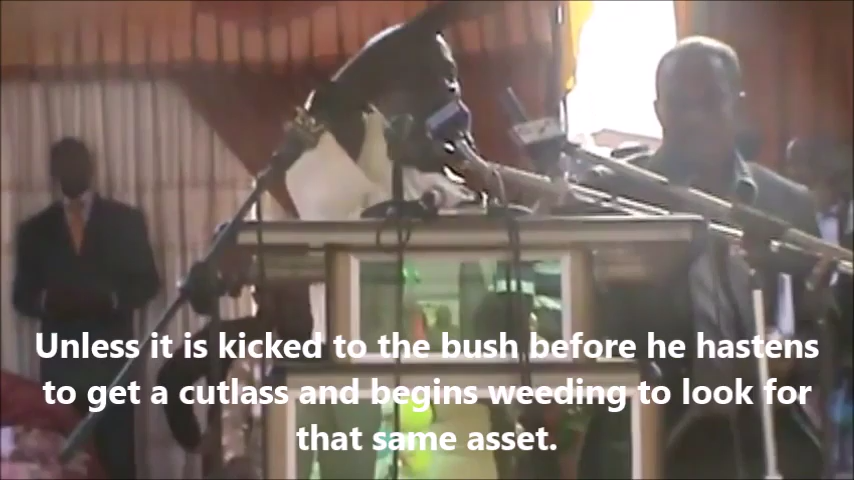 Unless it is kicked to the bush before he hastens
to get a cutlass and begins weeding to look for
that same asset.